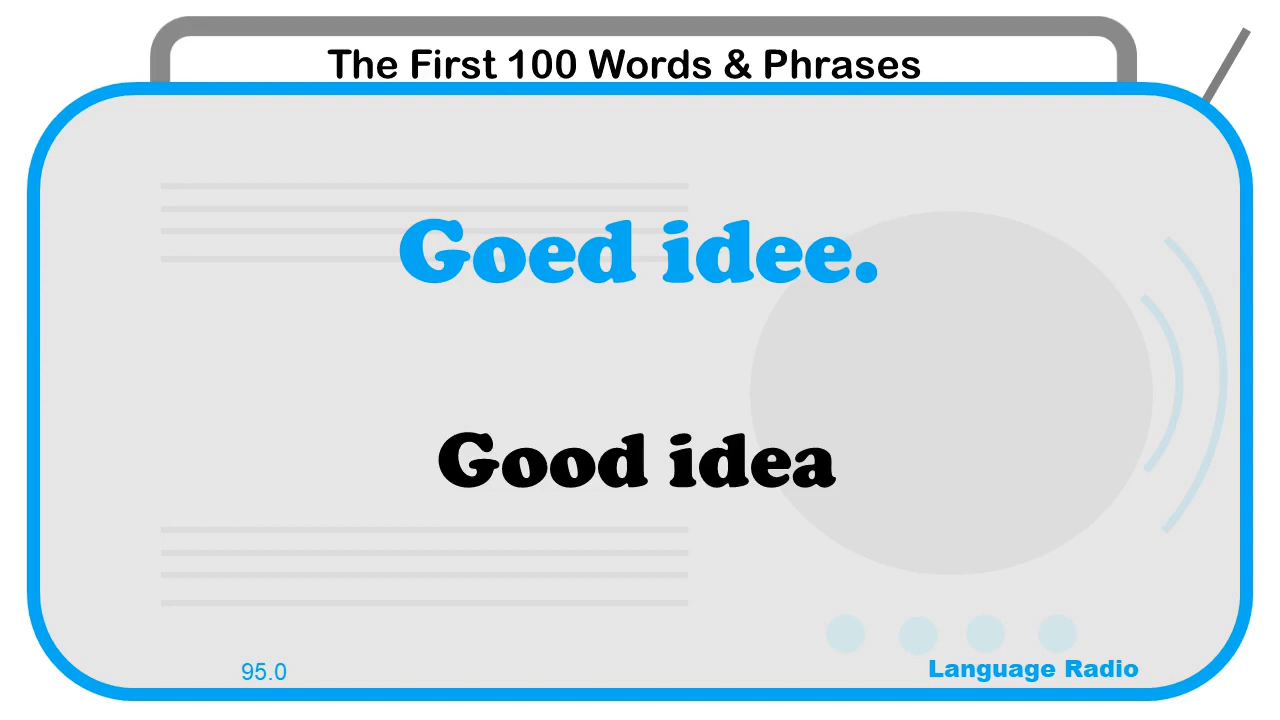 The First 100 Words & Phrases
Goed idee.
Good idea
95.0
Language Radio